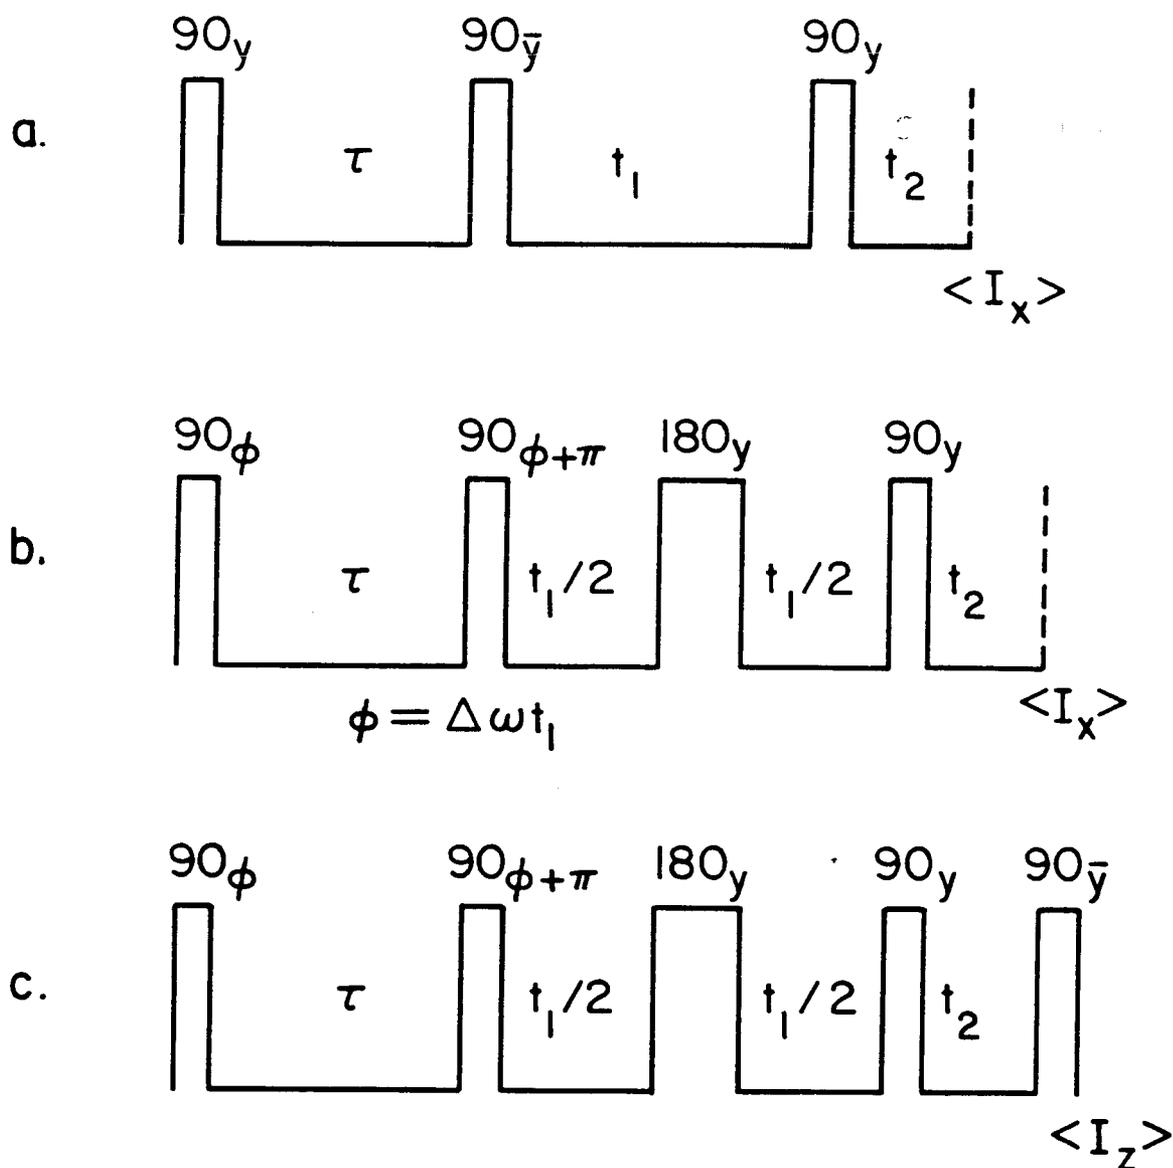 90y 90ȳ 90y
a. τ t₁ t₂
<Iₓ>
90ϕ 90ϕ+π 180y 90y
b. τ t₁/2 t₁/2 t₂
ϕ = Δωt₁ <Iₓ>
90ϕ 90ϕ+π 180y 90y 90ȳ
c. τ t₁/2 t₁/2 t₂
<I_z>